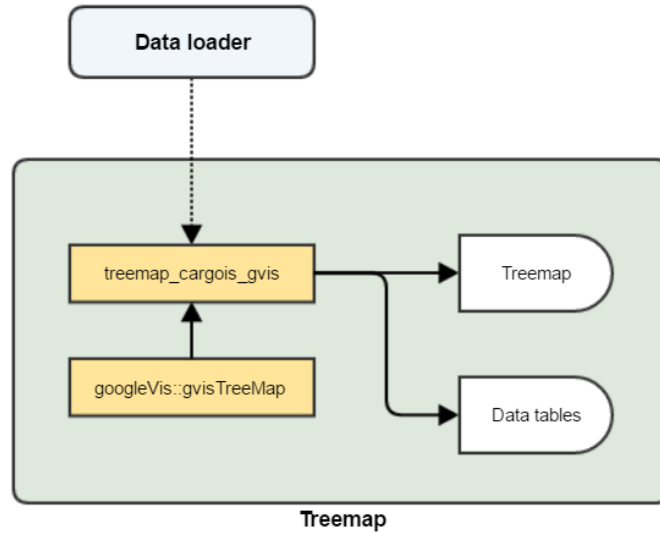 Data loader
treemap_cargois_gvis
Treemap
googleVis::gvisTreeMap
Data tables
Treemap